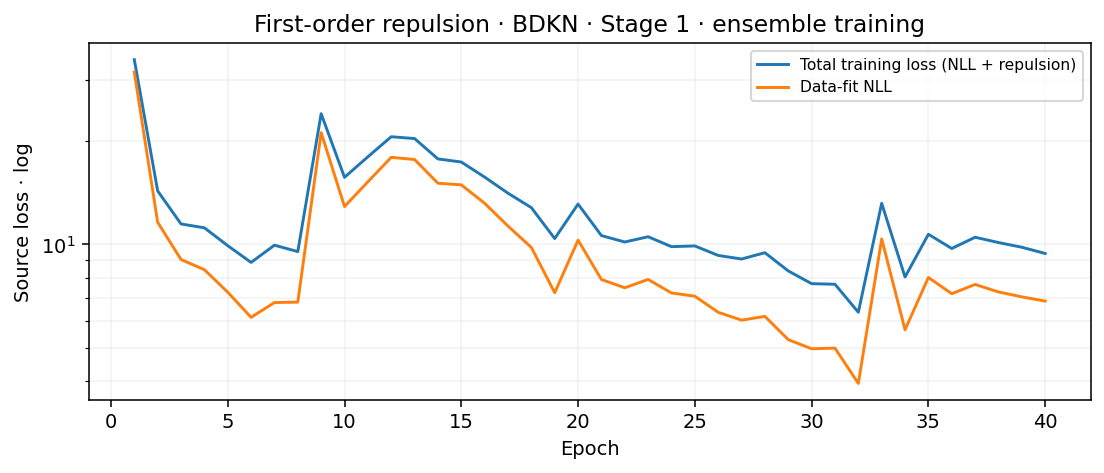 First-order repulsion · BDKN · Stage 1 · ensemble training
Total training loss (NLL + repulsion)
Data-fit NLL
Source loss · log
10¹
0 5 10 15 20 25 30 35 40
Epoch